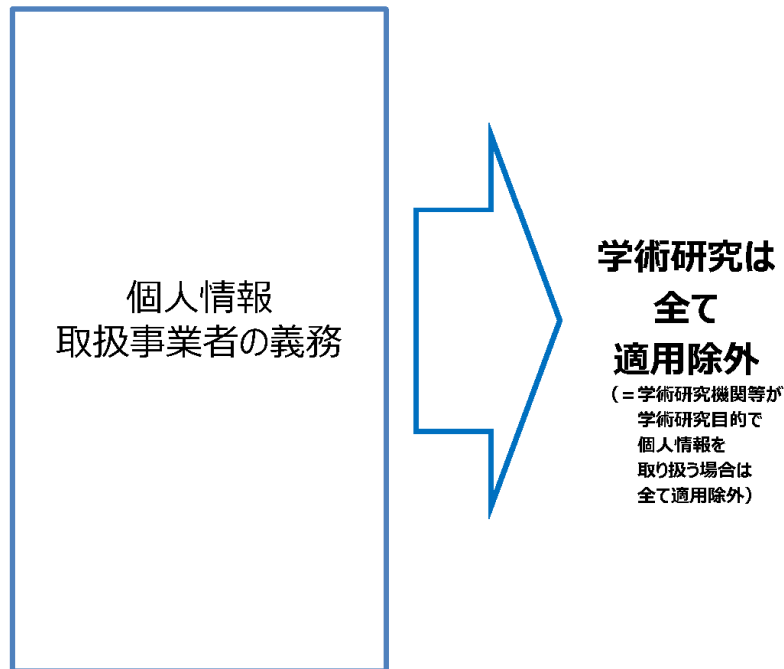 個人情報
取扱事業者の義務
学術研究は
全て
適用除外
(=学術研究機関等が
学術研究目的で
個人情報を
取り扱う場合は
全て適用除外)